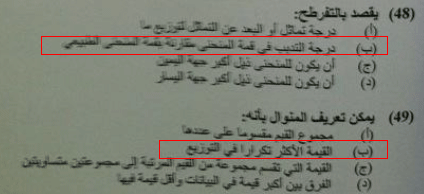 (48) يقصد بالتفرطح:
(أ) درجة تماثل أو البعد عن التماثل لتوزيع ما
(ب) درجة التدبب في قمة المنحنى مقارنة بقمة المنحنى الطبيعي
(ج) أن يكون للمنحنى ذيل أكبر جهة اليمين
(د) أن يكون للمنحنى ذيل أكبر جهة اليسار
(49) يمكن تعريف المنوال بأنه:
(أ) مجموع القيم مقسوما على عددها
(ب) القيمة الأكثر تكرارا في التوزيع
(ج) القيمة التي تقسم مجموعة من القيم المرتبة إلى مجموعتين متساويتين
(د) الفرق بين أكبر قيمة في البيانات وأقل قيمة فيها